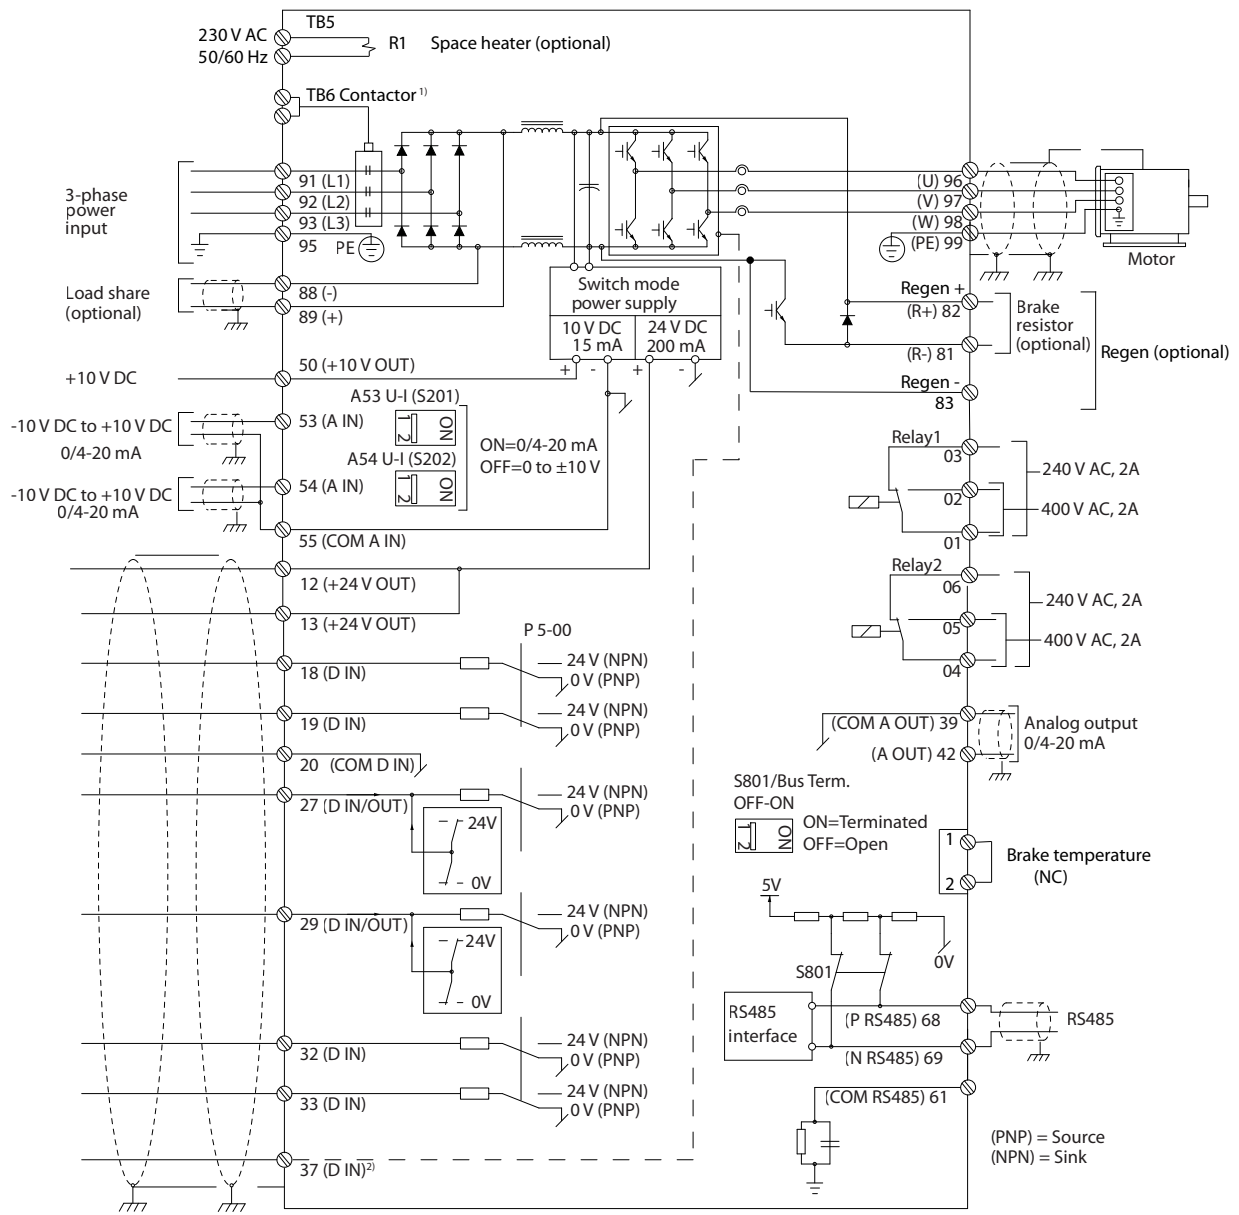 TB5
230 V AC
50/60 Hz
R1
Space heater (optional)
TB6 Contactor 1)
3-phase
power
input
91 (L1)
92 (L2)
93 (L3)
95
PE
(U) 96
(V) 97
(W) 98
(PE) 99
Motor
Load share
(optional)
88 (-)
89 (+)
Switch mode
power supply
10 V DC
15 mA
24 V DC
200 mA
+ - + -
Regen +
(R+) 82
Brake
resistor
(optional)
(R-) 81
Regen -
83
Regen (optional)
+10 V DC
50 (+10 V OUT)
A53 U-I (S201)
1 2
ON
-10 V DC to +10 V DC
0/4-20 mA
53 (A IN)
A54 U-I (S202)
1 2
ON
ON=0/4-20 mA
OFF=0 to ±10 V
-10 V DC to +10 V DC
0/4-20 mA
54 (A IN)
55 (COM A IN)
Relay1
03
02
01
240 V AC, 2A
400 V AC, 2A
12 (+24 V OUT)
13 (+24 V OUT)
Relay2
06
05
04
240 V AC, 2A
400 V AC, 2A
P 5-00
18 (D IN)
24 V (NPN)
0 V (PNP)
19 (D IN)
24 V (NPN)
0 V (PNP)
20 (COM D IN)
27 (D IN/OUT)
24 V (NPN)
0 V (PNP)
24V
0V
29 (D IN/OUT)
24 V (NPN)
0 V (PNP)
24V
0V
32 (D IN)
24 V (NPN)
0 V (PNP)
33 (D IN)
24 V (NPN)
0 V (PNP)
37 (D IN) 2)
(COM A OUT) 39
(A OUT) 42
Analog output
0/4-20 mA
S801/Bus Term.
OFF-ON
1 2
ON
ON=Terminated
OFF=Open
1
2
Brake temperature
(NC)
5V
S801
0V
RS485
interface
(P RS485) 68
(N RS485) 69
RS485
(COM RS485) 61
(PNP) = Source
(NPN) = Sink